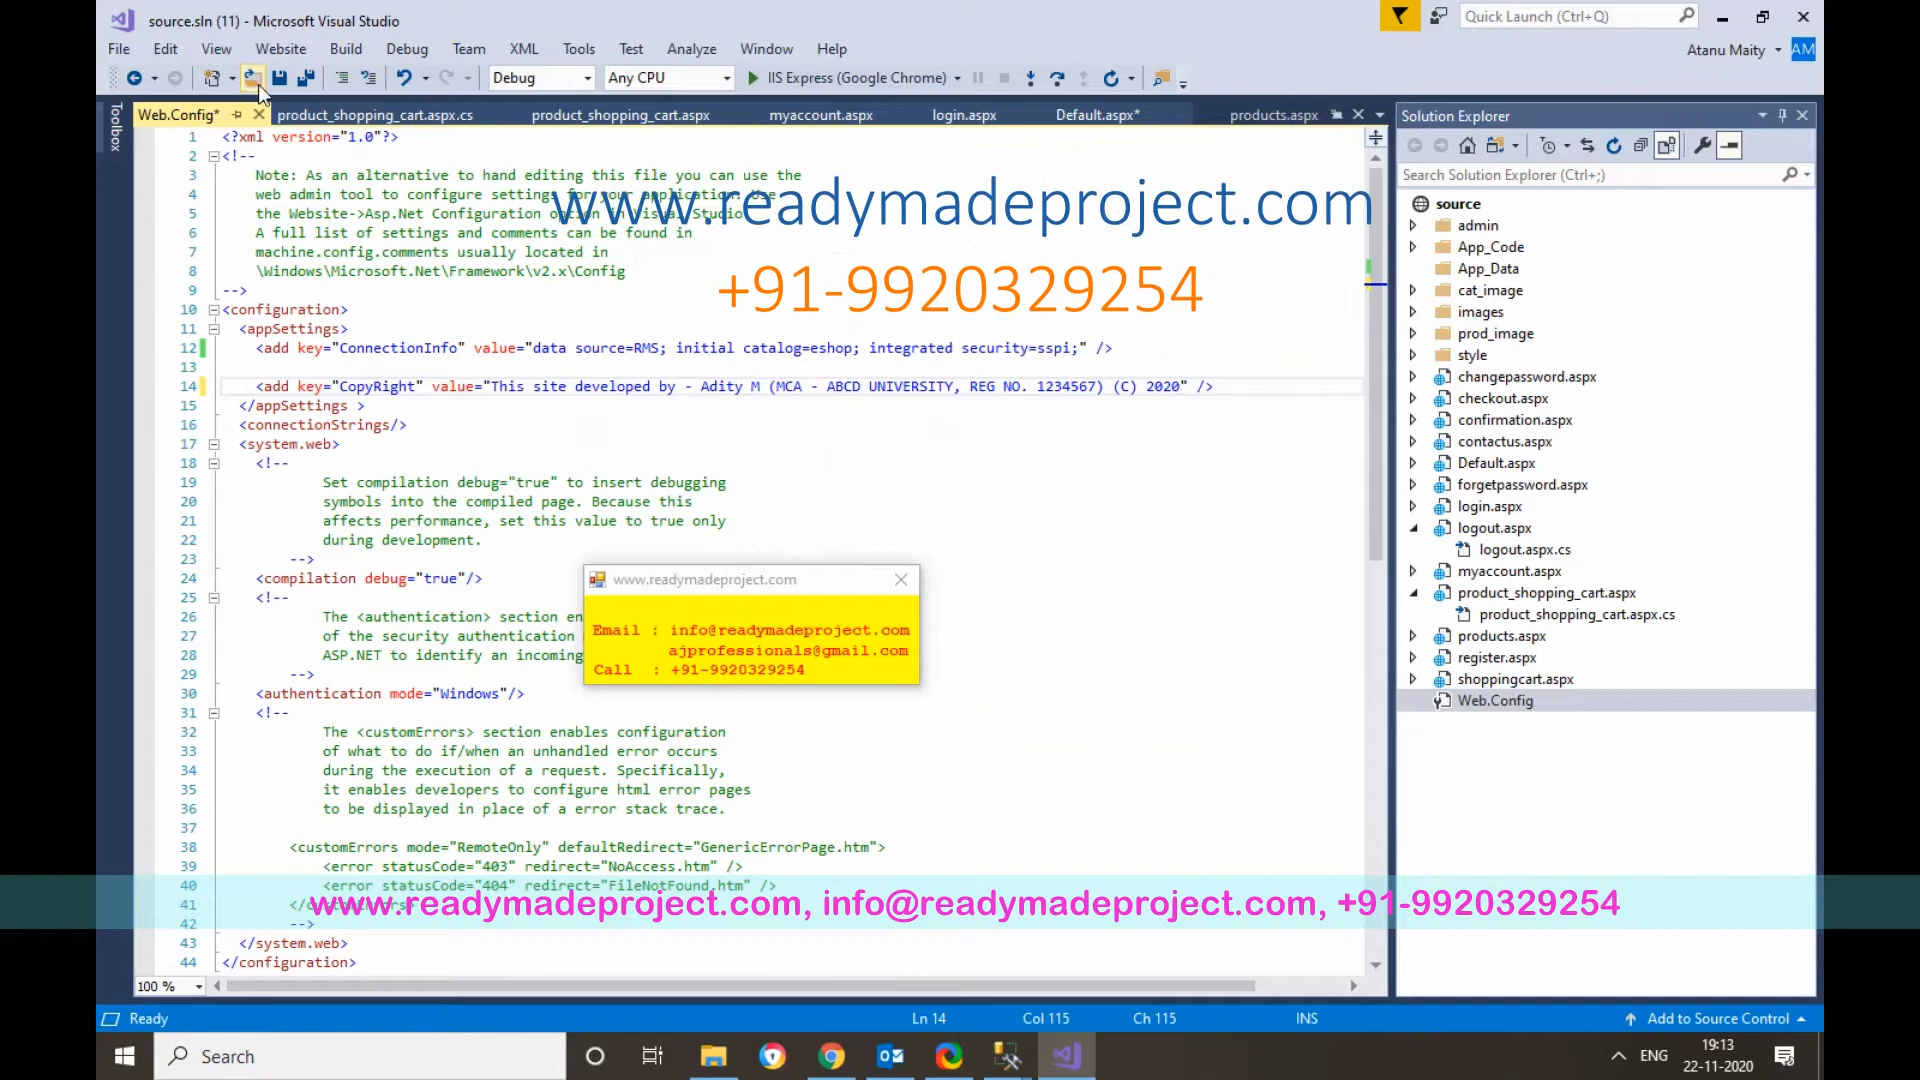 source.sln (11) - Microsoft Visual Studio
Quick Launch (Ctrl+Q)
File Edit View Website Build Debug Team XML Tools Test Analyze Window Help
Atanu Maity AM
Debug Any CPU IIS Express (Google Chrome)
Toolbox
Web.Config* product_shopping_cart.aspx.cs product_shopping_cart.aspx myaccount.aspx login.aspx Default.aspx* products.aspx
1 <?xml version="1.0"?>
2 <!--
3 Note: As an alternative to hand editing this file you can use the
4 web admin tool to configure settings for your application. Use
5 the Website->Asp.Net Configuration option in Visual Studio.
6 A full list of settings and comments can be found in
7 machine.config.comments usually located in
8 \Windows\Microsoft.Net\Framework\v2.x\Config
9 -->
www.readymadeproject.com
+91-9920329254
10 <configuration>
11 <appSettings>
12 <add key="ConnectionInfo" value="data source=RMS; initial catalog=eshop; integrated security=sspi;" />
13
14 <add key="CopyRight" value="This site developed by - Adity M (MCA - ABCD UNIVERSITY, REG NO. 1234567) (C) 2020" />
15 </appSettings >
16 <connectionStrings/>
17 <system.web>
18 <!--
19 Set compilation debug="true" to insert debugging
20 symbols into the compiled page. Because this
21 affects performance, set this value to true only
22 during development.
23 -->
24 <compilation debug="true"/>
25 <!--
26 The <authentication> section en
27 of the security authentication
28 ASP.NET to identify an incoming
29 -->
30 <authentication mode="Windows"/>
31 <!--
32 The <customErrors> section enables configuration
33 of what to do if/when an unhandled error occurs
34 during the execution of a request. Specifically,
35 it enables developers to configure html error pages
36 to be displayed in place of a error stack trace.
37
38 <customErrors mode="RemoteOnly" defaultRedirect="GenericErrorPage.htm">
39 <error statusCode="403" redirect="NoAccess.htm" />
40 <error statusCode="404" redirect="FileNotFound.htm" />
41
42 -->
43 </system.web>
44 </configuration>
www.readymadeproject.com
Email : info@readymadeproject.com
ajprofessionals@gmail.com
Call : +91-9920329254
www.readymadeproject.com, info@readymadeproject.com, +91-9920329254
100 %
Solution Explorer
Search Solution Explorer (Ctrl+;)
source
admin
App_Code
App_Data
cat_image
images
prod_image
style
changepassword.aspx
checkout.aspx
confirmation.aspx
contactus.aspx
Default.aspx
forgetpassword.aspx
login.aspx
logout.aspx
logout.aspx.cs
myaccount.aspx
product_shopping_cart.aspx
product_shopping_cart.aspx.cs
products.aspx
register.aspx
shoppingcart.aspx
Web.Config
Ready Ln 14 Col 115 Ch 115 INS Add to Source Control
Search
ENG
19:13
22-11-2020